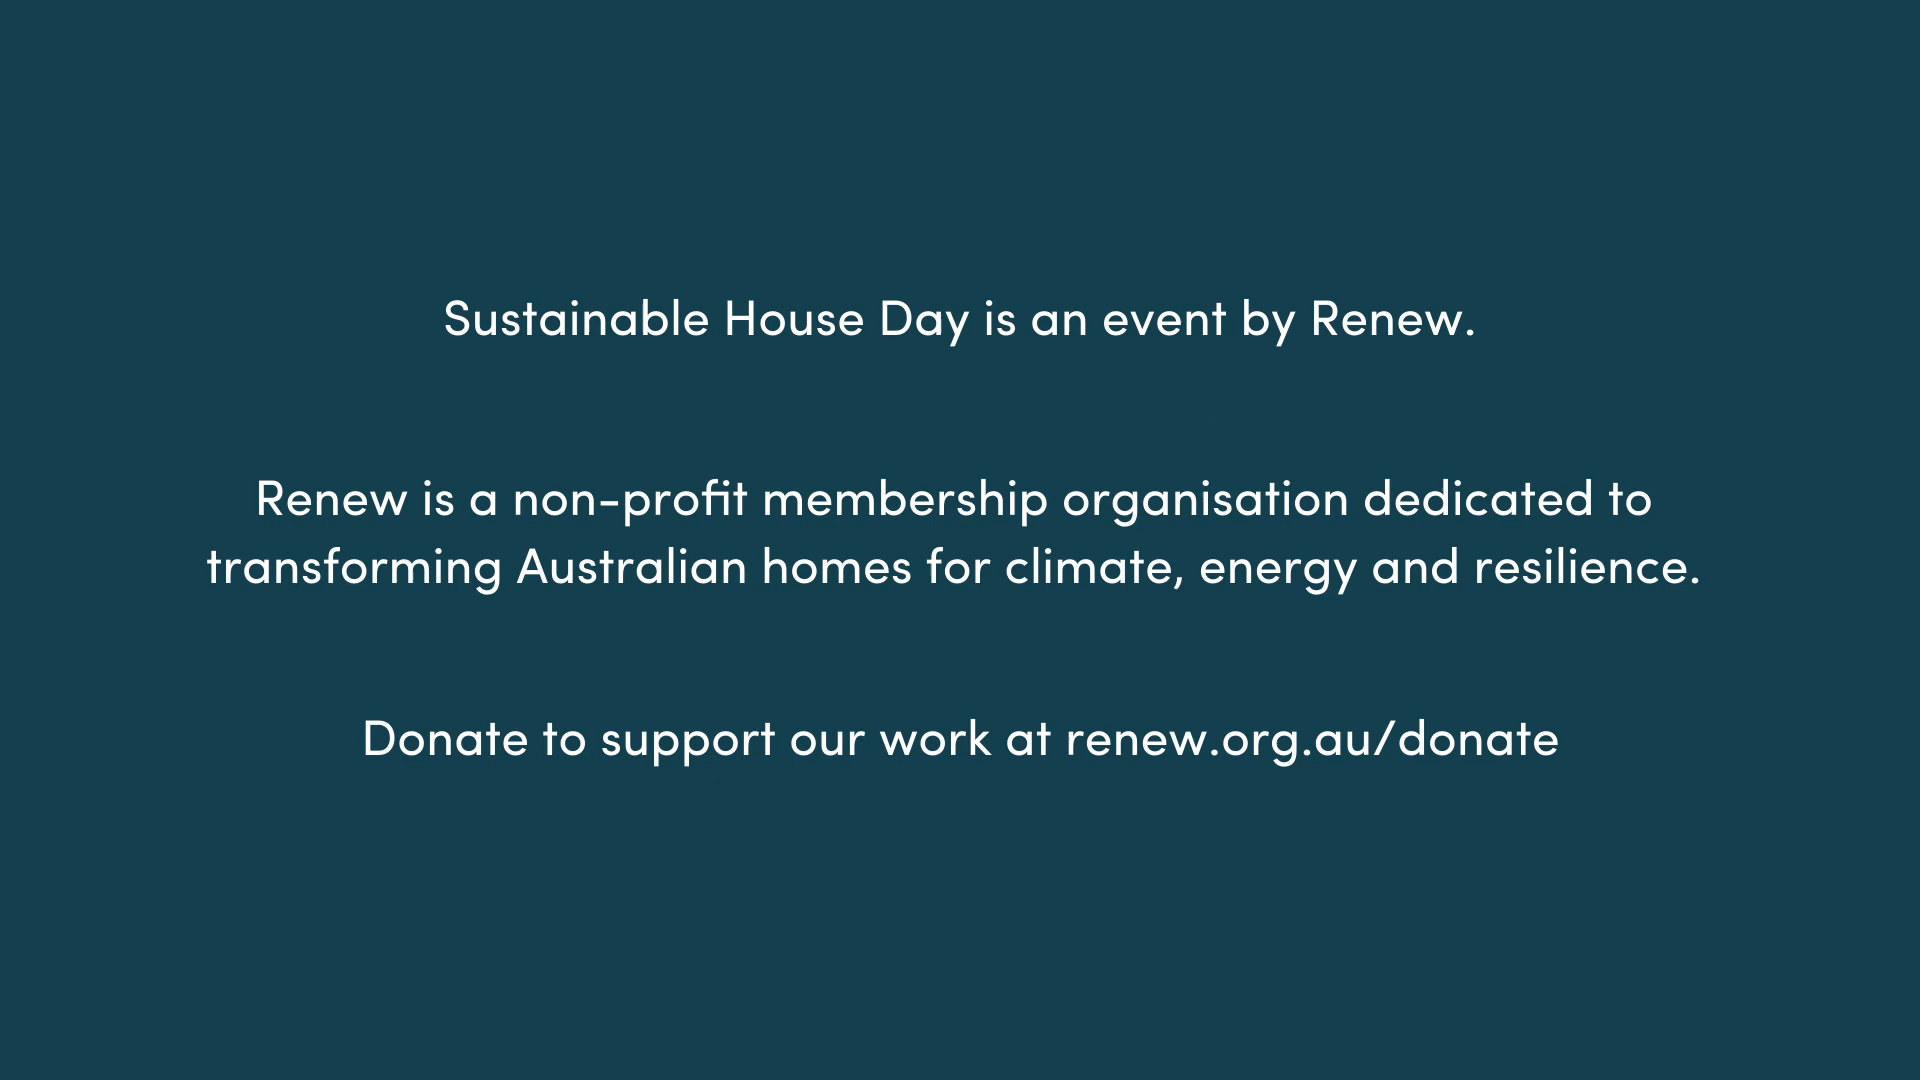 Sustainable House Day is an event by Renew.
Renew is a non-profit membership organisation dedicated to
transforming Australian homes for climate, energy and resilience.
Donate to support our work at renew.org.au/donate